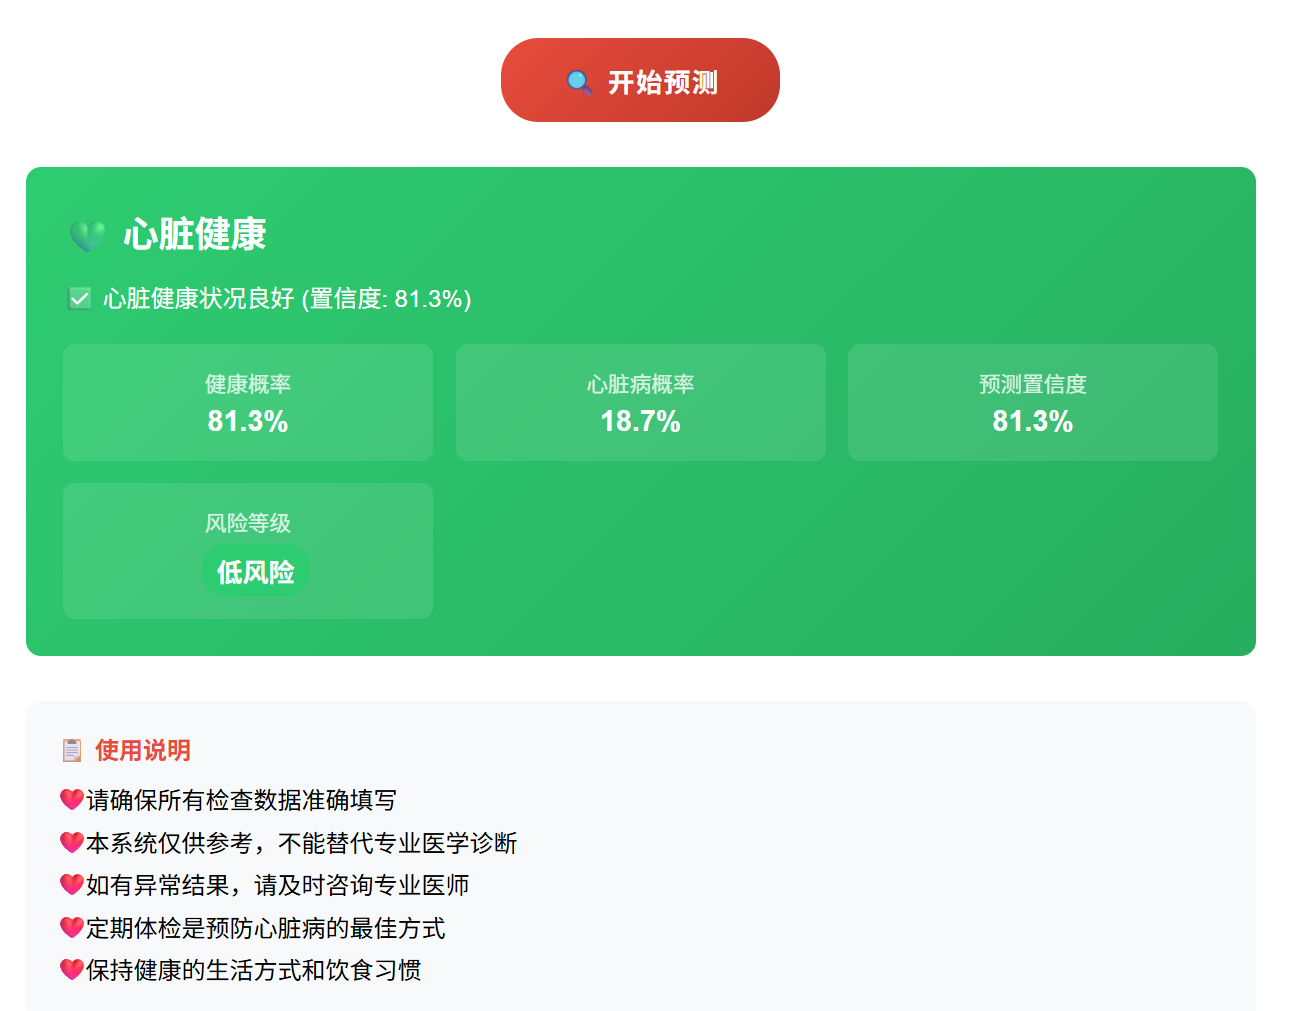 开始预测
心脏健康
心脏健康状况良好 (置信度: 81.3%)
健康概率
81.3%
心脏病概率
18.7%
预测置信度
81.3%
风险等级
低风险
使用说明
请确保所有检查数据准确填写
本系统仅供参考，不能替代专业医学诊断
如有异常结果，请及时咨询专业医师
定期体检是预防心脏病的最佳方式
保持健康的生活方式和饮食习惯